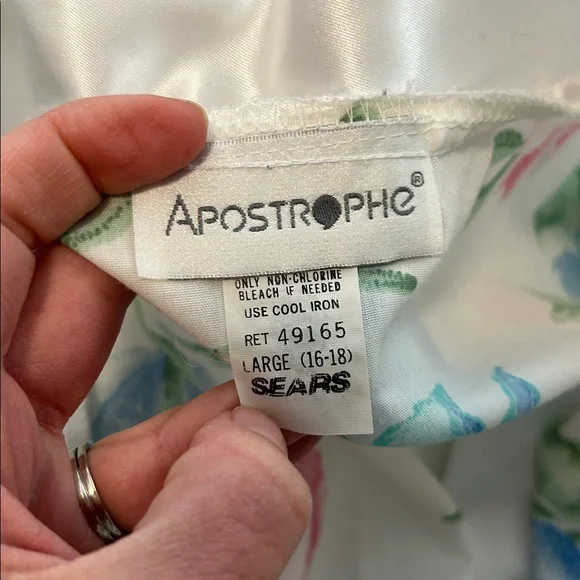 APOSTROPHe®
ONLY NON-CHLORINE
BLEACH IF NEEDED
USE COOL IRON
RET 49165
LARGE (16-18)
SEARS